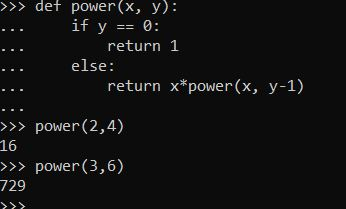 >>> def power(x, y):
...     if y == 0:
...         return 1
...     else:
...         return x*power(x, y-1)
...
>>> power(2,4)
16
>>> power(3,6)
729
>>>